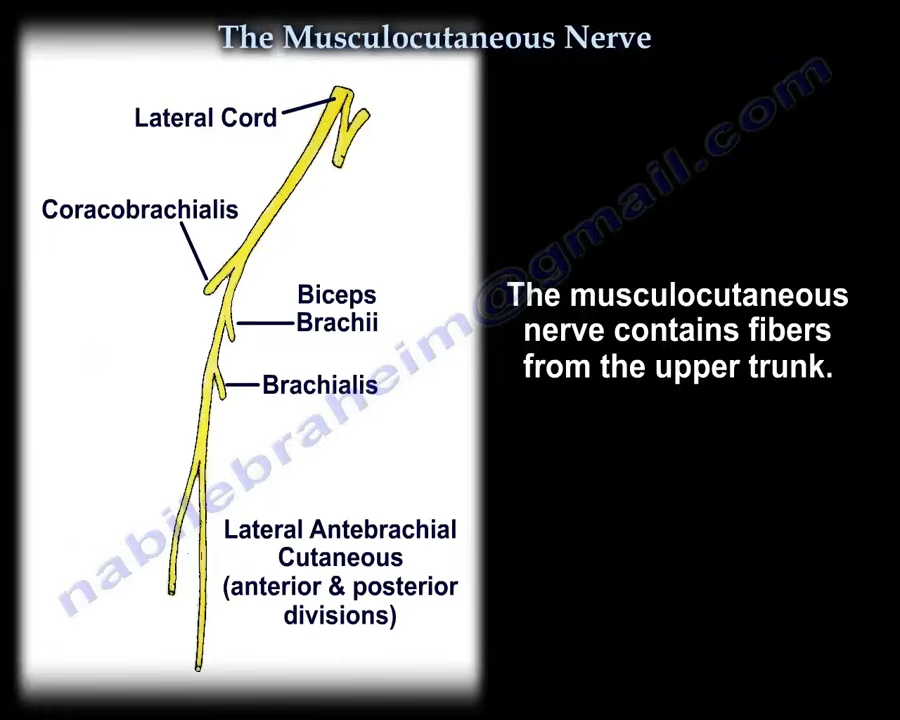 The Musculocutaneous Nerve
Lateral Cord
Coracobrachialis
Biceps
Brachii
Brachialis
Lateral Antebrachial
Cutaneous
(anterior & posterior
divisions)
The musculocutaneous
nerve contains fibers
from the upper trunk.
nabilebraheim@gmail.com